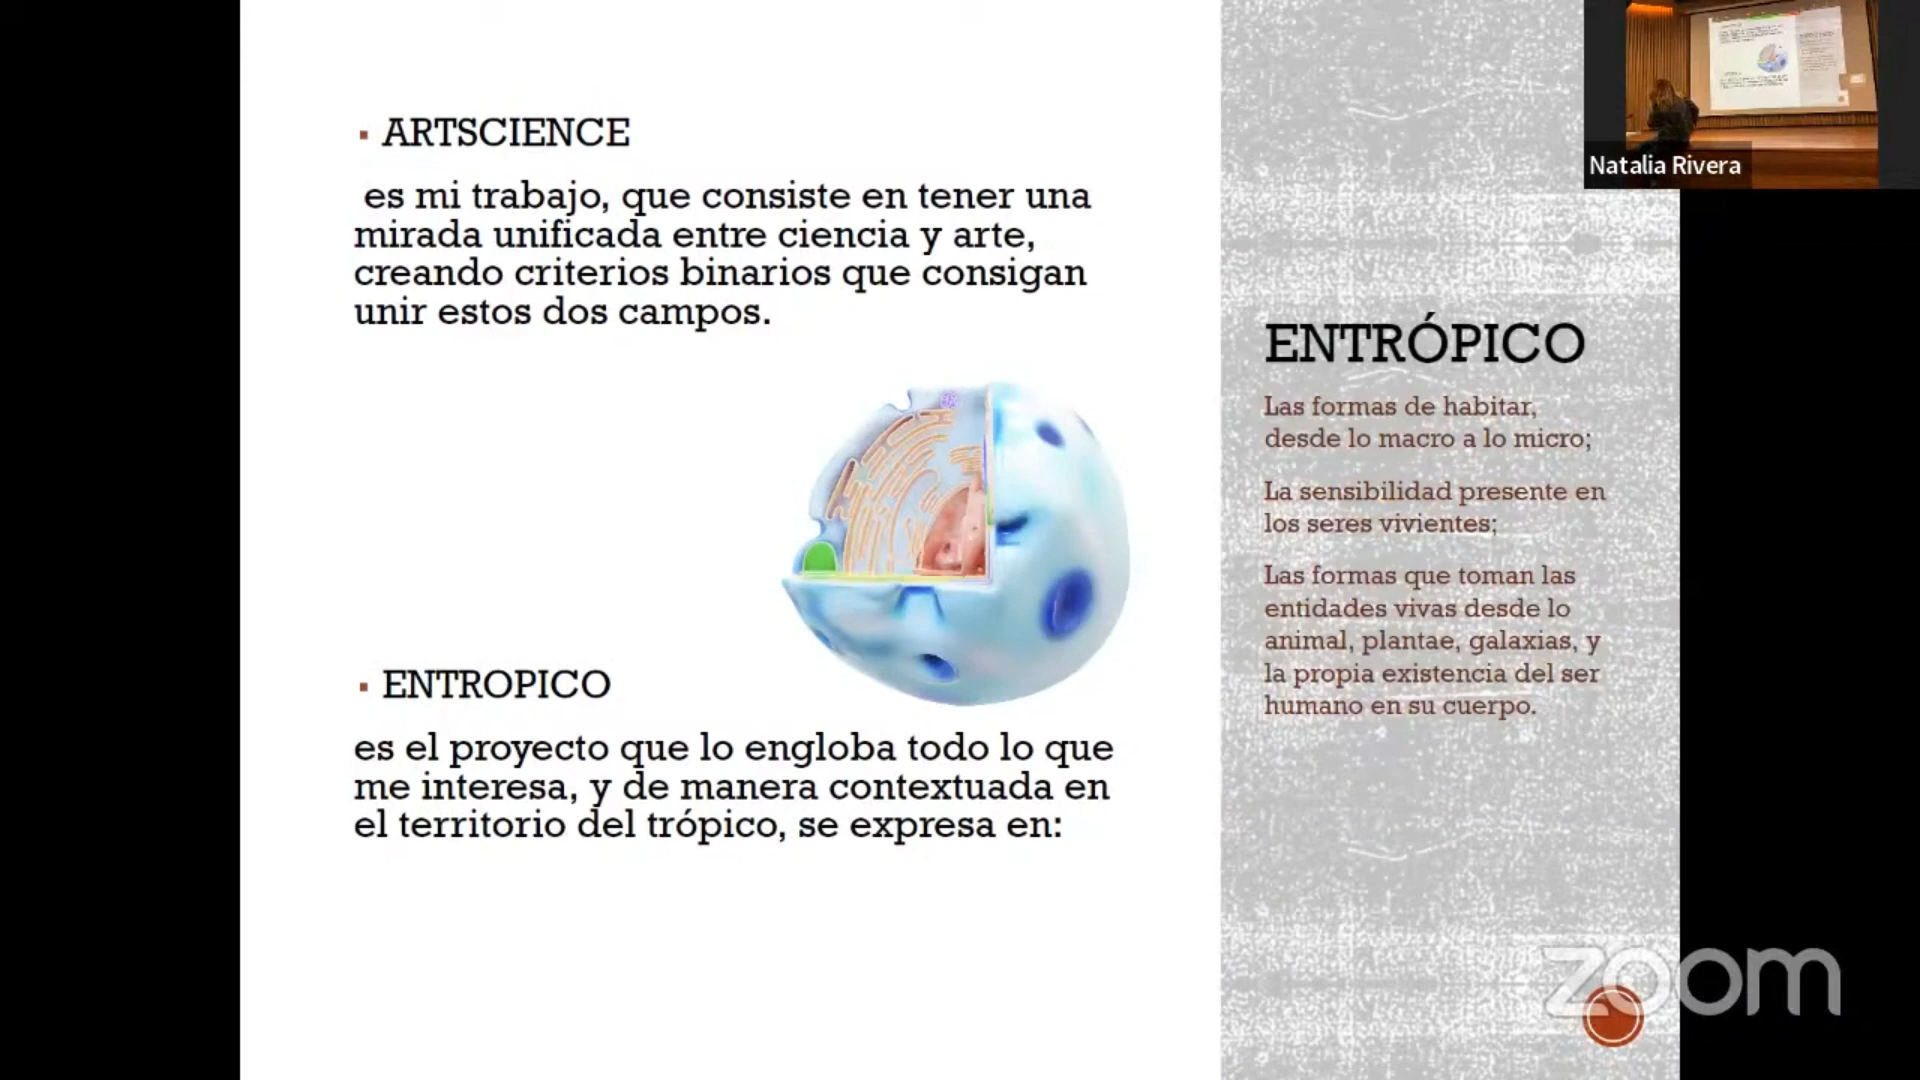 ARTSCIENCE
es mi trabajo, que consiste en tener una
mirada unificada entre ciencia y arte,
creando criterios binarios que consigan
unir estos dos campos.
ENTROPICO
es el proyecto que lo engloba todo lo que
me interesa, y de manera contextuada en
el territorio del trópico, se expresa en:
ENTRÓPICO
Las formas de habitar,
desde lo macro a lo micro;
La sensibilidad presente en
los seres vivientes;
Las formas que toman las
entidades vivas desde lo
animal, plantae, galaxias, y
la propia existencia del ser
humano en su cuerpo.
Natalia Rivera
zoom